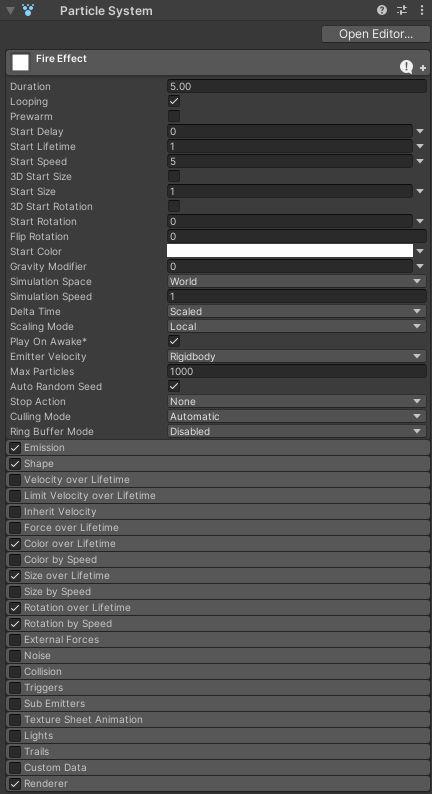 Particle System
Open Editor...
Fire Effect
Duration 5.00
Looping
Prewarm
Start Delay 0
Start Lifetime 1
Start Speed 5
3D Start Size
Start Size 1
3D Start Rotation
Start Rotation 0
Flip Rotation 0
Start Color
Gravity Modifier 0
Simulation Space World
Simulation Speed 1
Delta Time Scaled
Scaling Mode Local
Play On Awake*
Emitter Velocity Rigidbody
Max Particles 1000
Auto Random Seed
Stop Action None
Culling Mode Automatic
Ring Buffer Mode Disabled
Emission
Shape
Velocity over Lifetime
Limit Velocity over Lifetime
Inherit Velocity
Force over Lifetime
Color over Lifetime
Color by Speed
Size over Lifetime
Size by Speed
Rotation over Lifetime
Rotation by Speed
External Forces
Noise
Collision
Triggers
Sub Emitters
Texture Sheet Animation
Lights
Trails
Custom Data
Renderer